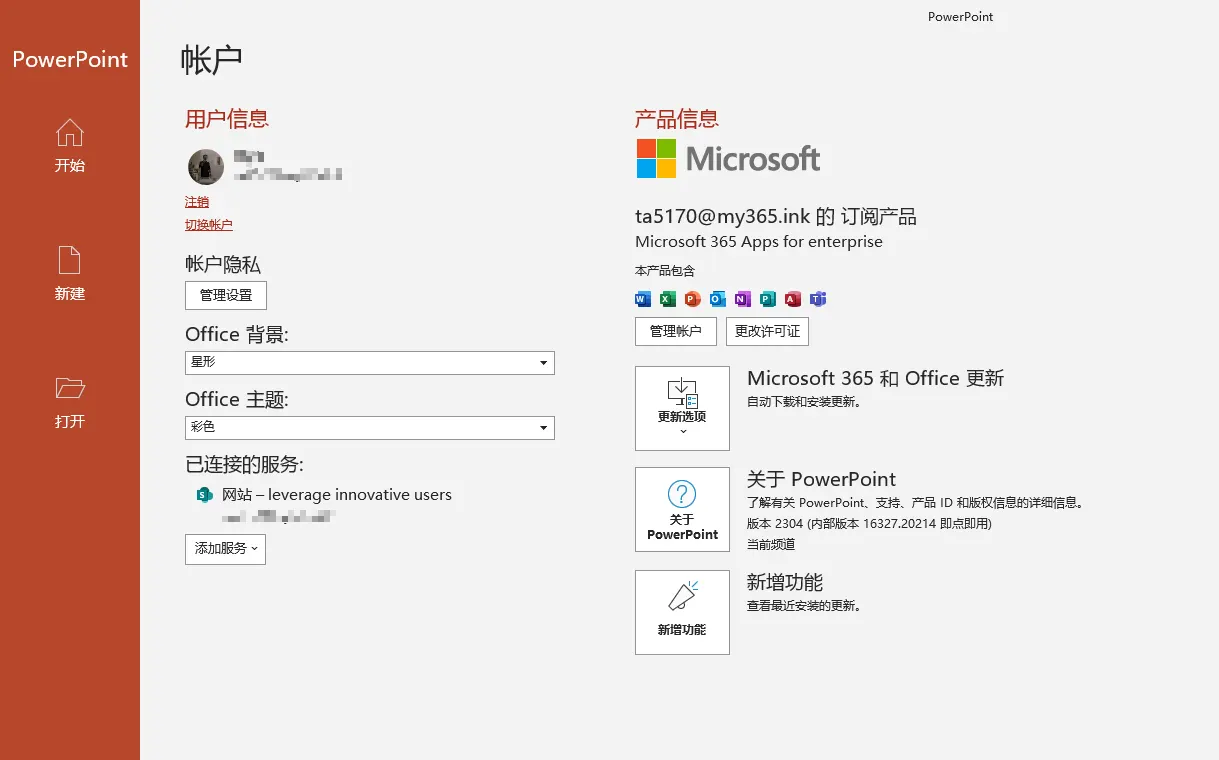 PowerPoint
PowerPoint
开始
新建
打开
帐户
用户信息
注销
切换帐户
帐户隐私
管理设置
Office 背景:
星形
Office 主题:
彩色
已连接的服务:
网站 – leverage innovative users
添加服务
产品信息
Microsoft
ta5170@my365.ink 的 订阅产品
Microsoft 365 Apps for enterprise
本产品包含
W X P O N P A T
管理帐户
更改许可证
更新选项
Microsoft 365 和 Office 更新
自动下载和安装更新。
关于
PowerPoint
关于 PowerPoint
了解有关 PowerPoint、支持、产品 ID 和版权信息的详细信息。
版本 2304 (内部版本 16327.20214 即点即用)
当前频道
新增功能
新增功能
查看最近安装的更新。